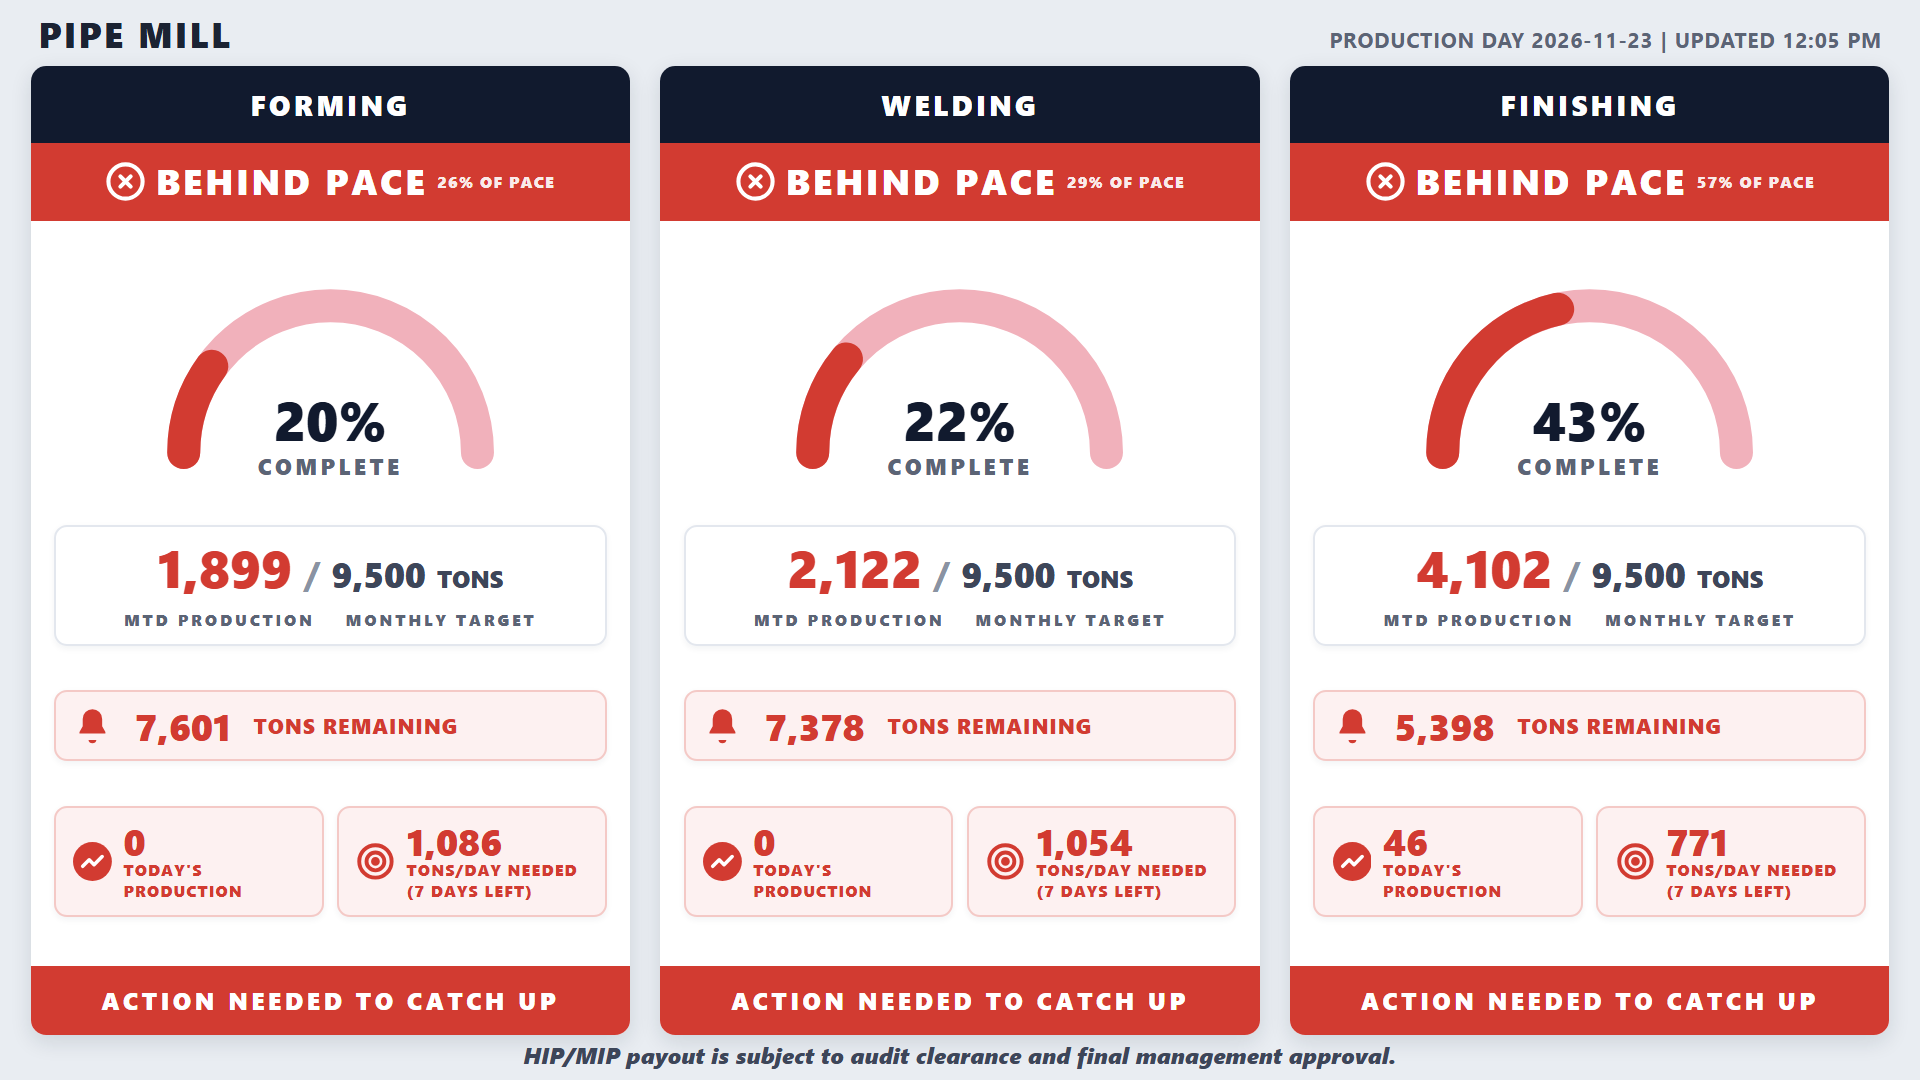 PIPE MILL
PRODUCTION DAY 2026-11-23 | UPDATED 12:05 PM
FORMING
BEHIND PACE 26% OF PACE
20%
COMPLETE
1,899 / 9,500 TONS
MTD PRODUCTION MONTHLY TARGET
7,601 TONS REMAINING
0
TODAY'S
PRODUCTION
1,086
TONS/DAY NEEDED
(7 DAYS LEFT)
ACTION NEEDED TO CATCH UP
WELDING
BEHIND PACE 29% OF PACE
22%
COMPLETE
2,122 / 9,500 TONS
MTD PRODUCTION MONTHLY TARGET
7,378 TONS REMAINING
0
TODAY'S
PRODUCTION
1,054
TONS/DAY NEEDED
(7 DAYS LEFT)
ACTION NEEDED TO CATCH UP
FINISHING
BEHIND PACE 57% OF PACE
43%
COMPLETE
4,102 / 9,500 TONS
MTD PRODUCTION MONTHLY TARGET
5,398 TONS REMAINING
46
TODAY'S
PRODUCTION
771
TONS/DAY NEEDED
(7 DAYS LEFT)
ACTION NEEDED TO CATCH UP
HIP/MIP payout is subject to audit clearance and final management approval.